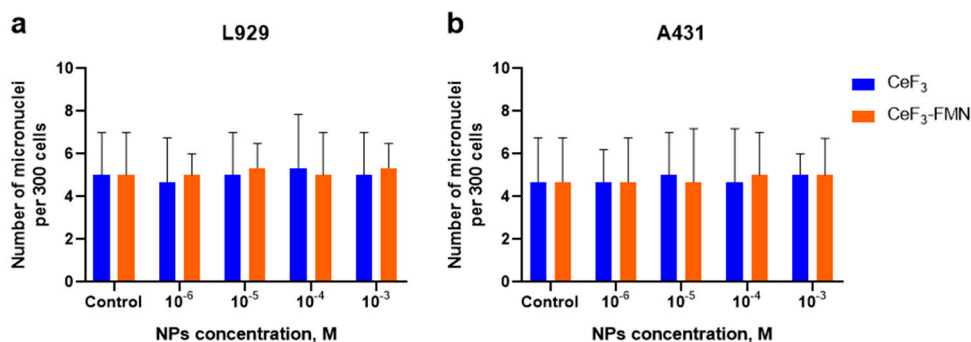 a
L929
Number of micronuclei
per 300 cells
10
8
6
4
2
0
Control
10⁻⁶
10⁻⁵
10⁻⁴
10⁻³
NPs concentration, M
b
A431
Number of micronuclei
per 300 cells
10
8
6
4
2
0
Control
10⁻⁶
10⁻⁵
10⁻⁴
10⁻³
NPs concentration, M
CeF₃
CeF₃-FMN